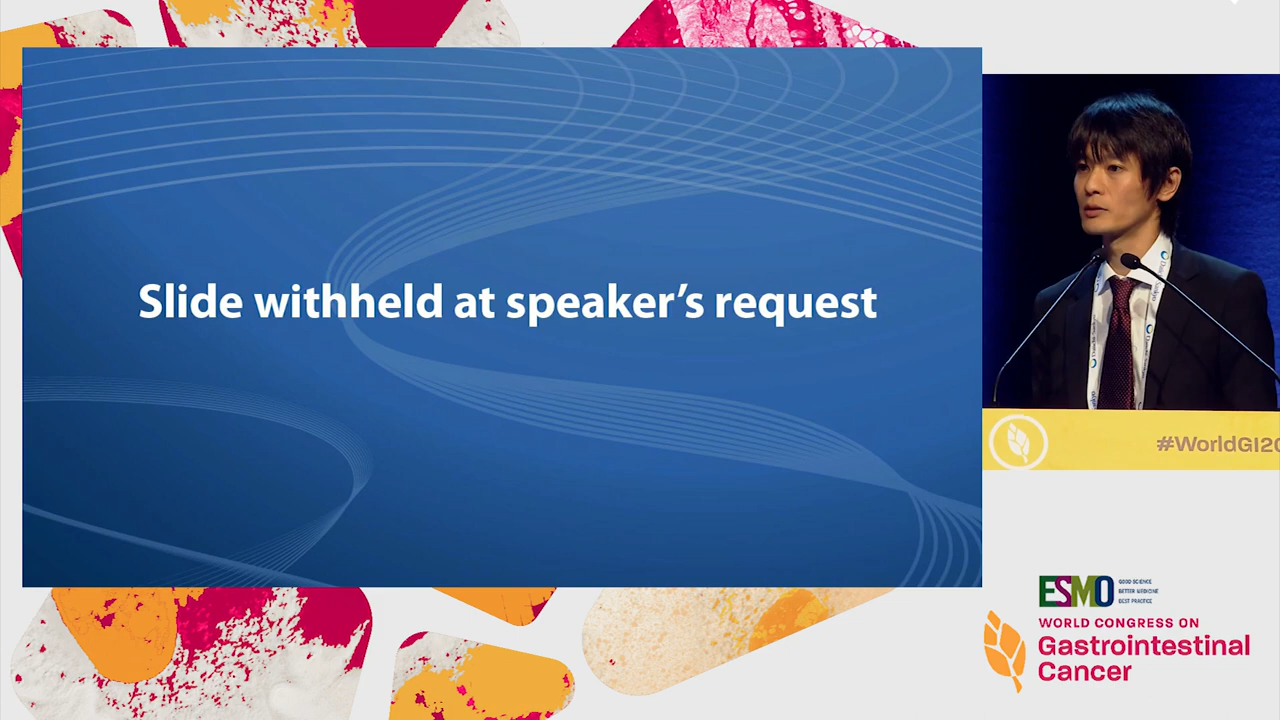 Slide withheld at speaker’s request
#WorldGI20
ESMO
GOOD SCIENCE
BETTER MEDICINE
BEST PRACTICE
WORLD CONGRESS ON
Gastrointestinal
Cancer